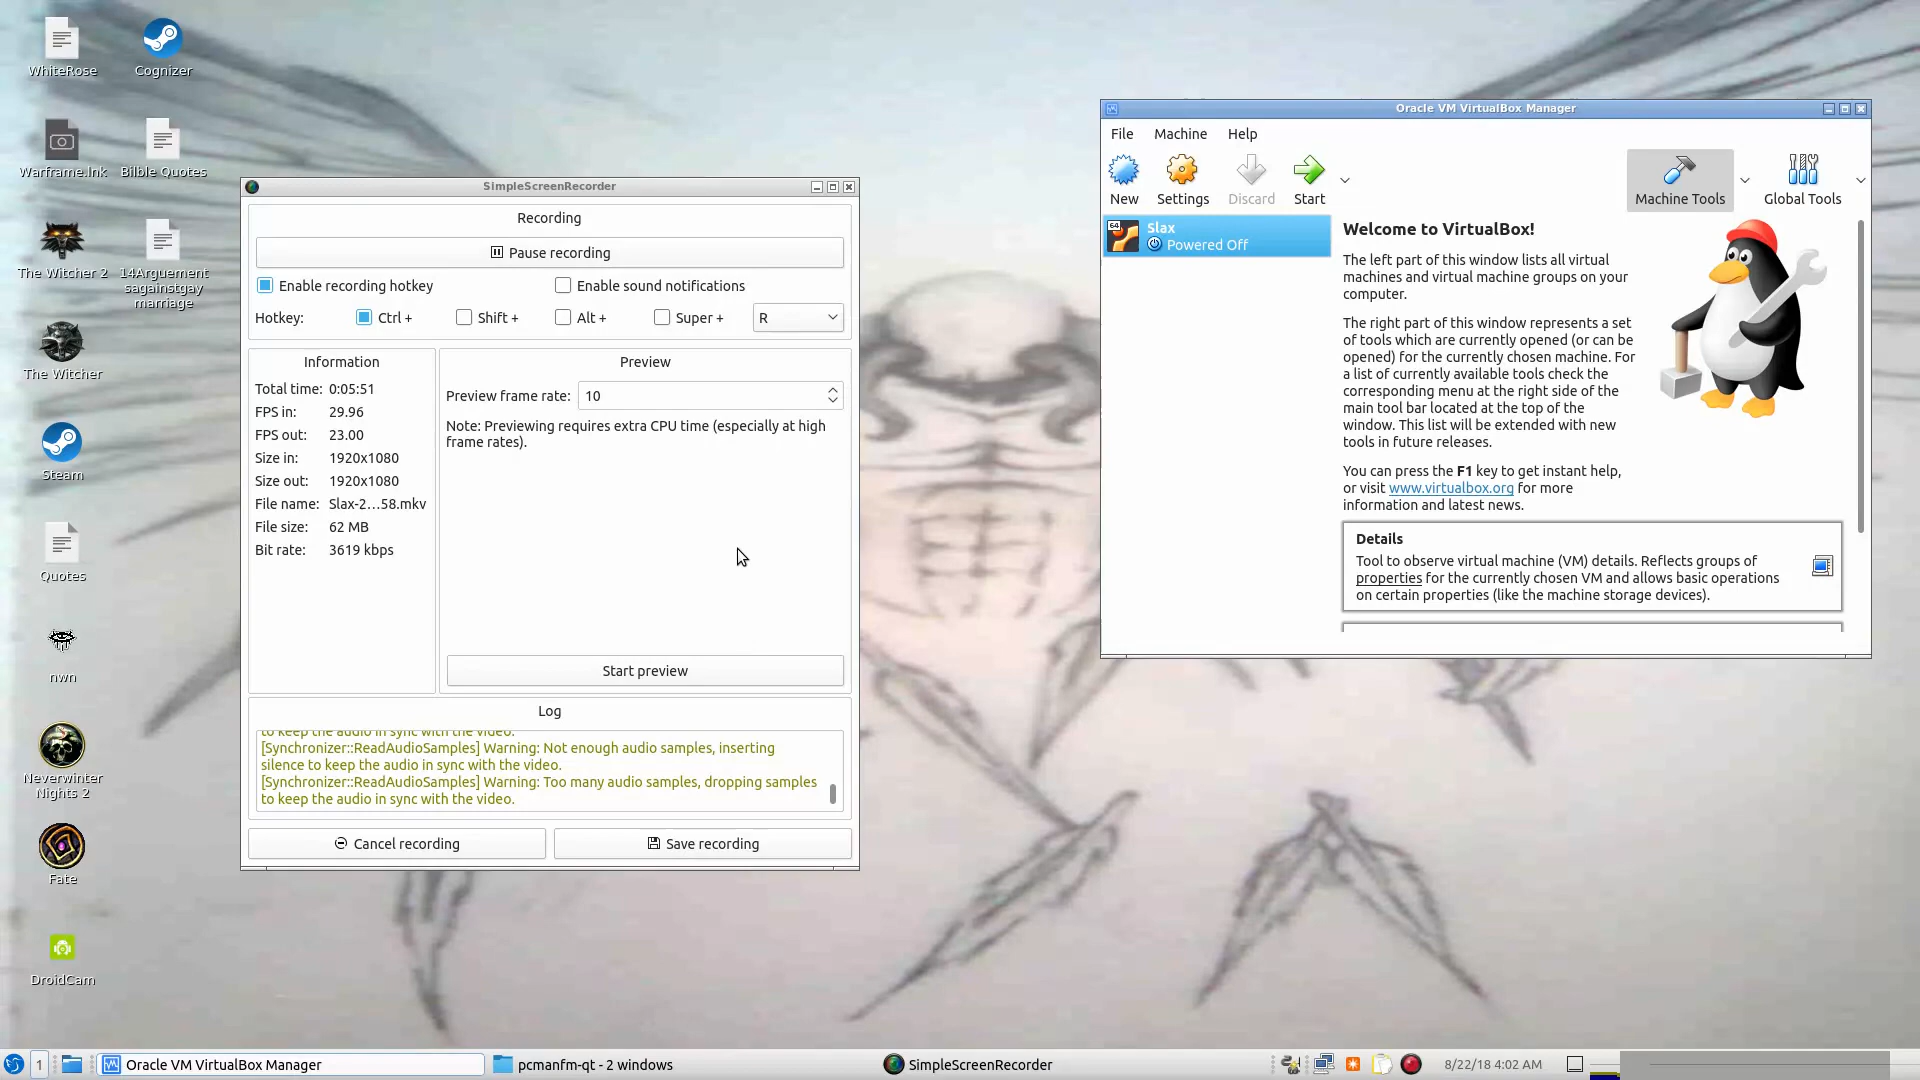 WhiteRose
Cognizer
Warframe.lnk
Bilble Quotes
The Witcher 2
14Arguement
sagainstgay
marriage
The Witcher
Steam
Quotes
nwn
Neverwinter
Nights 2
Fate
DroidCam
SimpleScreenRecorder
Recording
Pause recording
Enable recording hotkey
Enable sound notifications
Hotkey:
Ctrl +
Shift +
Alt +
Super +
R
Information
Total time: 0:05:51
FPS in: 29.96
FPS out: 23.00
Size in: 1920x1080
Size out: 1920x1080
File name: Slax-2...58.mkv
File size: 62 MB
Bit rate: 3619 kbps
Preview
Preview frame rate: 10
Note: Previewing requires extra CPU time (especially at high
frame rates).
Start preview
Log
to keep the audio in sync with the video.
[Synchronizer::ReadAudioSamples] Warning: Not enough audio samples, inserting
silence to keep the audio in sync with the video.
[Synchronizer::ReadAudioSamples] Warning: Too many audio samples, dropping samples
to keep the audio in sync with the video.
Cancel recording
Save recording
Oracle VM VirtualBox Manager
File
Machine
Help
New
Settings
Discard
Start
Machine Tools
Global Tools
64
Slax
Powered Off
Welcome to VirtualBox!
The left part of this window lists all virtual
machines and virtual machine groups on your
computer.
The right part of this window represents a set
of tools which are currently opened (or can be
opened) for the currently chosen machine. For
a list of currently available tools check the
corresponding menu at the right side of the
main tool bar located at the top of the
window. This list will be extended with new
tools in future releases.
You can press the F1 key to get instant help,
or visit www.virtualbox.org for more
information and latest news.
Details
Tool to observe virtual machine (VM) details. Reflects groups of
properties for the currently chosen VM and allows basic operations
on certain properties (like the machine storage devices).
1
Oracle VM VirtualBox Manager
pcmanfm-qt - 2 windows
SimpleScreenRecorder
8/22/18 4:02 AM